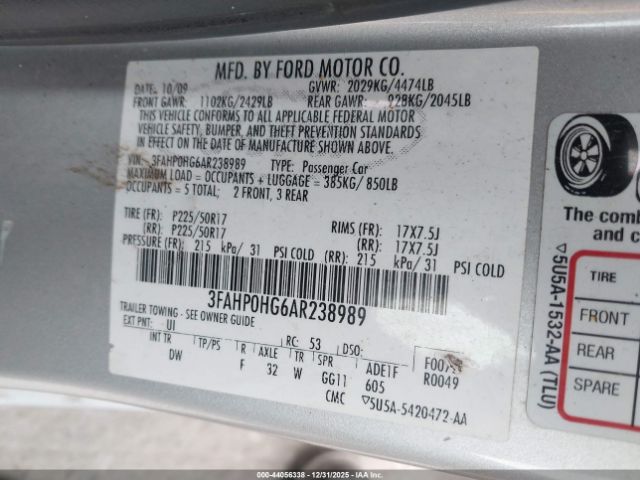 MFD. BY FORD MOTOR CO.
DATE: 10/09 GVWR: 2029KG/4474LB
FRONT GAWR: 1102KG/2429LB REAR GAWR: 928KG/2045LB
THIS VEHICLE CONFORMS TO ALL APPLICABLE FEDERAL MOTOR
VEHICLE SAFETY, BUMPER, AND THEFT PREVENTION STANDARDS
IN EFFECT ON THE DATE OF MANUFACTURE SHOWN ABOVE.
VIN: 3FAHP0HG6AR238989 TYPE: Passenger Car
MAXIMUM LOAD = OCCUPANTS + LUGGAGE = 385KG/850LB
OCCUPANTS = 5 TOTAL; 2 FRONT, 3 REAR
TIRE (FR): P225/50R17 RIMS (FR): 17X7.5J
(RR): P225/50R17 (RR): 17X7.5J
PRESSURE (FR): 215 kPa/ 31 PSI COLD (RR): 215 kPa/ 31 PSI COLD
3FAHP0HG6AR238989
TRAILER TOWING - SEE OWNER GUIDE
EXT PNT: UI RC: 53 DSO:
INT TR TP/PS R AXLE TR SPR
DW F 32 W GG11
ADE1F
605
R0049
CMC ▽5U5A-5420472-AA
The comb
and c
TIRE
FRONT
REAR
SPARE
▽5U5A-1532-AA (TLU)
000-44056338 - 12/31/2025 - IAA, Inc.